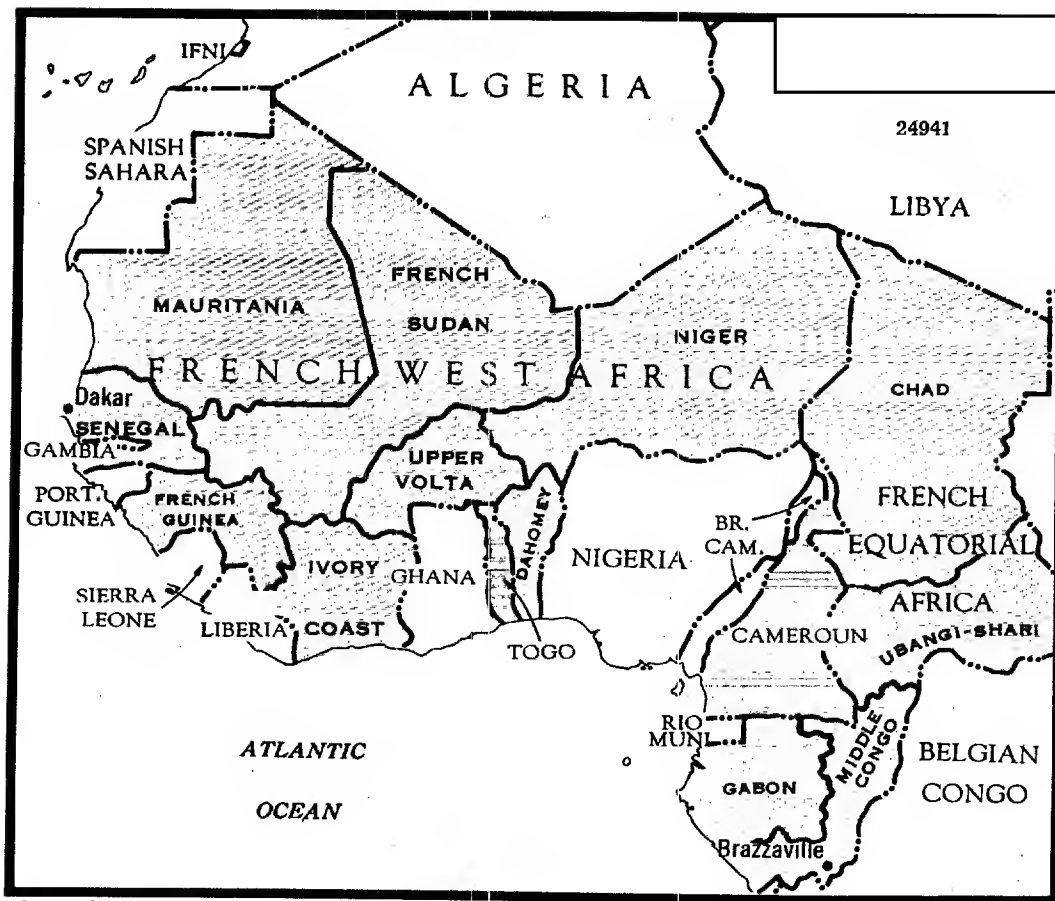 IFNI
ALGERIA
24941
SPANISH
SAHARA
LIBYA
FRENCH
SUDAN
MAURITANIA
NIGER
FRENCH WEST AFRICA
CHAD
Dakar
SENEGAL
GAMBIA
UPPER
VOLTA
PORT.
GUINEA
FRENCH
GUINEA
DAHOMEY
FRENCH
EQUATORIAL
AFRICA
BR.
CAM.
NIGERIA
IVORY
COAST
GHANA
SIERRA
LEONE
LIBERIA
TOGO
CAMEROUN
UBANGI-SHARI
RIO
MUNI
MIDDLE
CONGO
BELGIAN
CONGO
ATLANTIC
OCEAN
GABON
Brazzaville